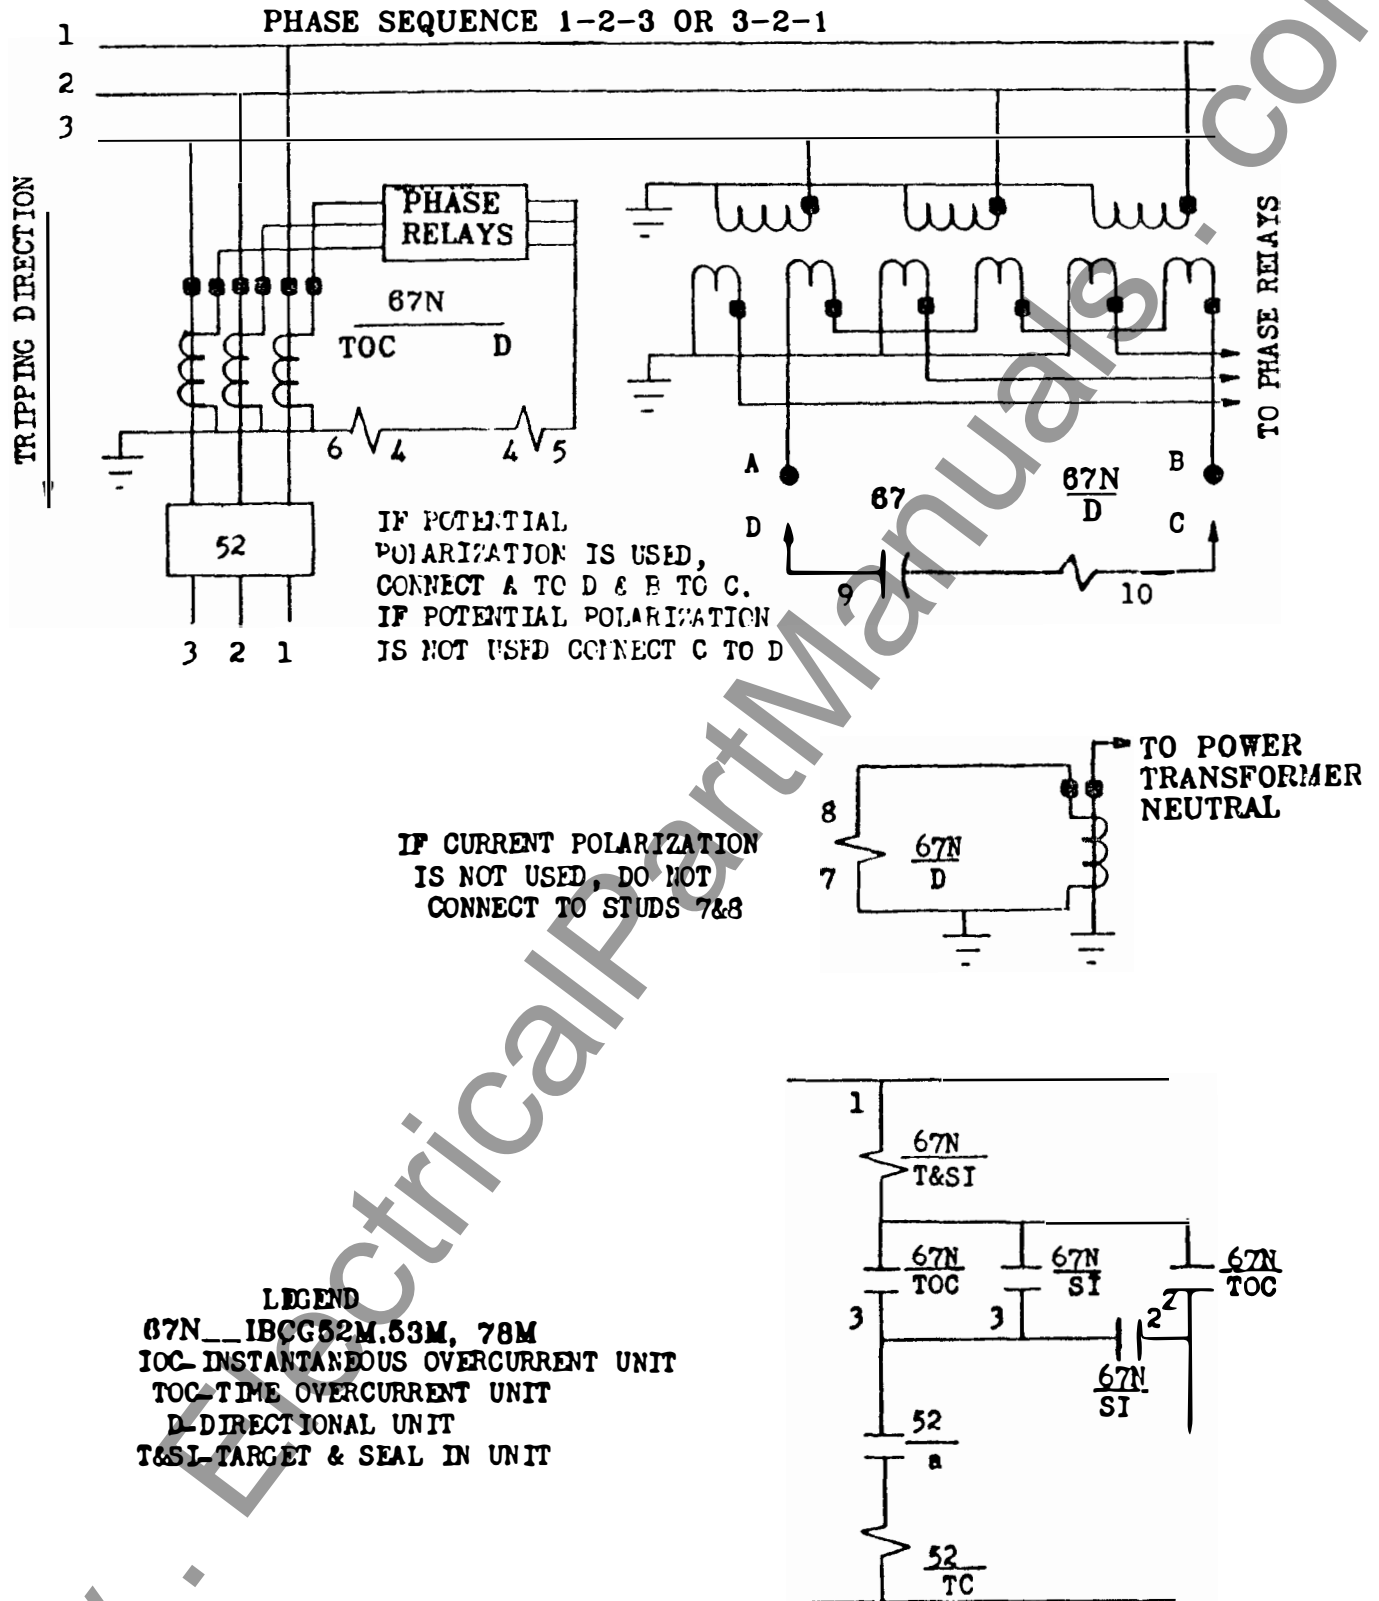 PHASE SEQUENCE 1-2-3 OR 3-2-1
1
2
3
TRIPPING DIRECTION
PHASE
RELAYS
67N
TOC D
6 4 4 5
52
3 2 1
TO PHASE RELAYS
A
B
D
C
67
67N
D
9
10
IF POTENTIAL
POLARIZATION IS USED,
CONNECT A TO D & B TO C.
IF POTENTIAL POLARIZATION
IS NOT USED CONNECT C TO D
TO POWER
TRANSFORMER
NEUTRAL
8
7
67N
D
IF CURRENT POLARIZATION
IS NOT USED, DO NOT
CONNECT TO STUDS 7&8
1
67N
T&SI
67N
TOC
67N
SI
67N
TOC
3
3
2
2
67N
SI
52
a
52
TC
LEGEND
67N__IBCG52M.53M, 78M
IOC-INSTANTANEOUS OVERCURRENT UNIT
TOC-TIME OVERCURRENT UNIT
D-DIRECTIONAL UNIT
T&SI-TARGET & SEAL IN UNIT
. ElectricalPartManuals . com